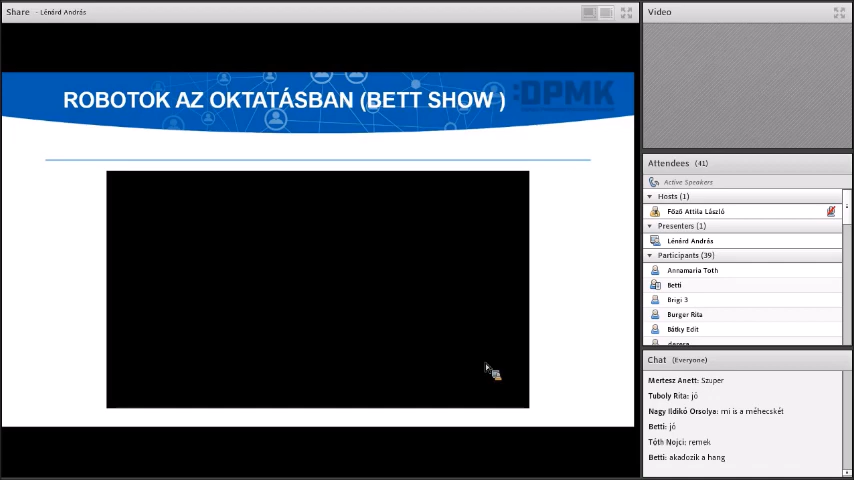 Share - Lénárd András
ROBOTOK AZ OKTATÁSBAN (BETT SHOW )
:DPMK
Video
Attendees (41)
Active Speakers
Hosts (1)
Főző Attila László
Presenters (1)
Lénárd András
Participants (39)
Annamaria Toth
Betti
Brigi 3
Burger Rita
Bátky Edit
Chat (Everyone)
Mertesz Anett: Szuper
Tuboly Rita: jó
Nagy Ildikó Orsolya: mi is a méhecskét
Betti: jó
Tóth Nojci: remek
Betti: akadozik a hang